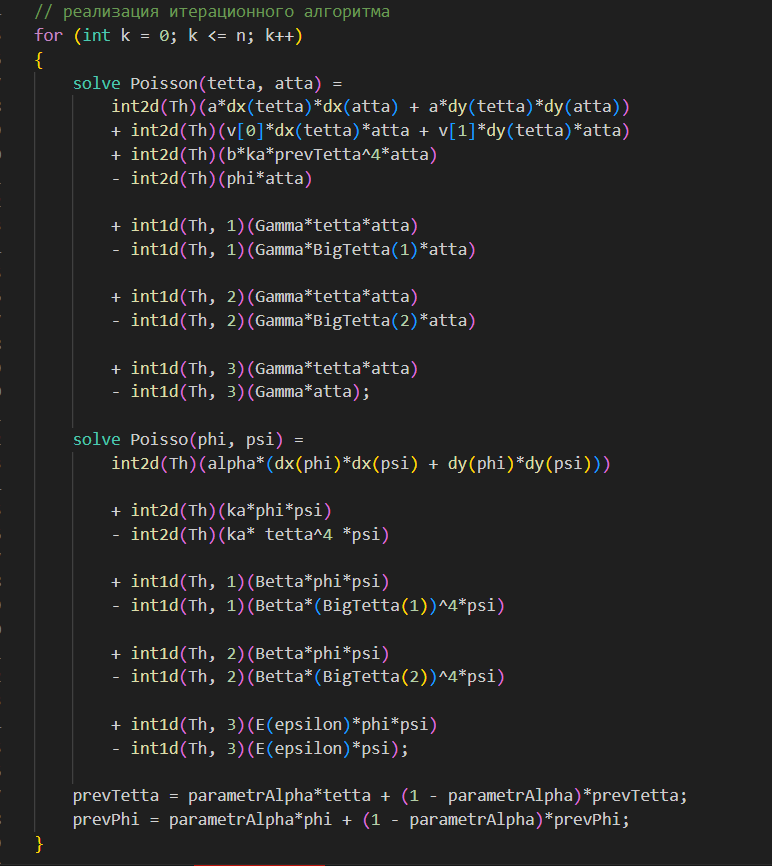 // реализация итерационного алгоритма
for (int k = 0; k <= n; k++)
{
solve Poisson(tetta, atta) =
int2d(Th)(a*dx(tetta)*dx(atta) + a*dy(tetta)*dy(atta))
+ int2d(Th)(v[0]*dx(tetta)*atta + v[1]*dy(tetta)*atta)
+ int2d(Th)(b*ka*prevTetta^4*atta)
- int2d(Th)(phi*atta)
+ int1d(Th, 1)(Gamma*tetta*atta)
- int1d(Th, 1)(Gamma*BigTetta(1)*atta)
+ int1d(Th, 2)(Gamma*tetta*atta)
- int1d(Th, 2)(Gamma*BigTetta(2)*atta)
+ int1d(Th, 3)(Gamma*tetta*atta)
- int1d(Th, 3)(Gamma*atta);
solve Poisso(phi, psi) =
int2d(Th)(alpha*(dx(phi)*dx(psi) + dy(phi)*dy(psi)))
+ int2d(Th)(ka*phi*psi)
- int2d(Th)(ka* tetta^4 *psi)
+ int1d(Th, 1)(Betta*phi*psi)
- int1d(Th, 1)(Betta*(BigTetta(1))^4*psi)
+ int1d(Th, 2)(Betta*phi*psi)
- int1d(Th, 2)(Betta*(BigTetta(2))^4*psi)
+ int1d(Th, 3)(E(epsilon)*phi*psi)
- int1d(Th, 3)(E(epsilon)*psi);
prevTetta = parametrAlpha*tetta + (1 - parametrAlpha)*prevTetta;
prevPhi = parametrAlpha*phi + (1 - parametrAlpha)*prevPhi;
}